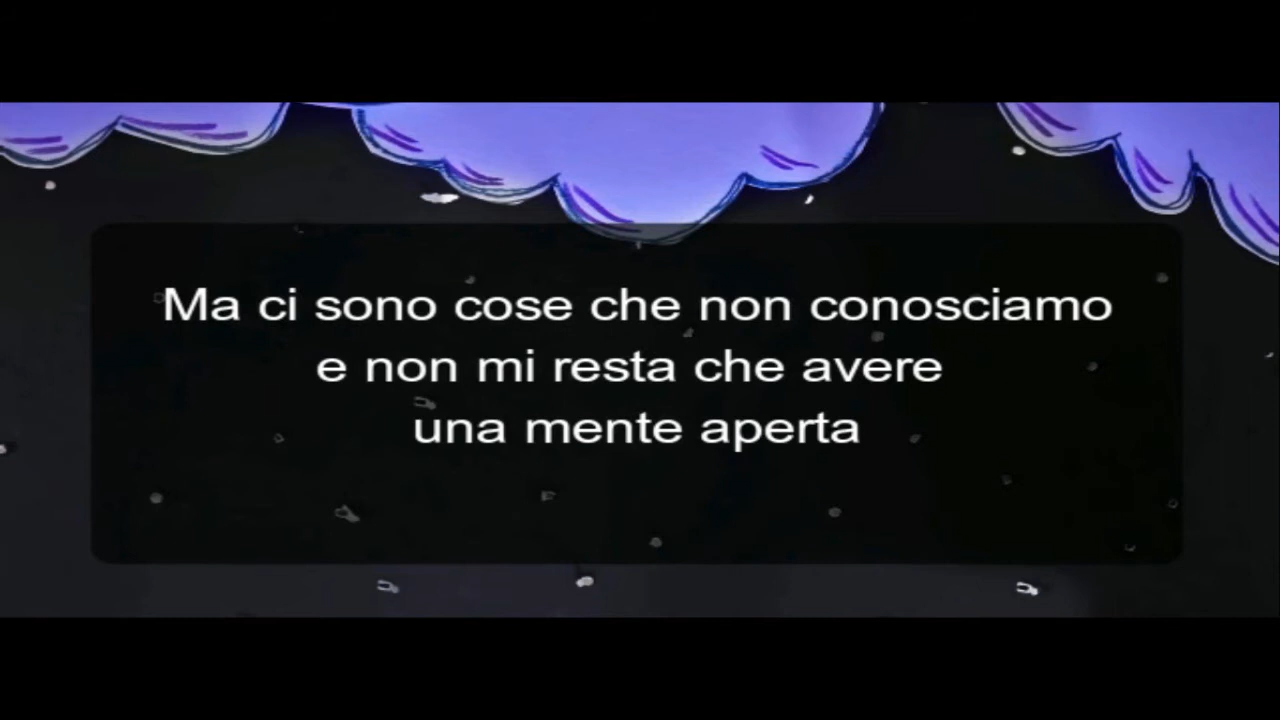 Ma ci sono cose che non conosciamo
e non mi resta che avere
una mente aperta